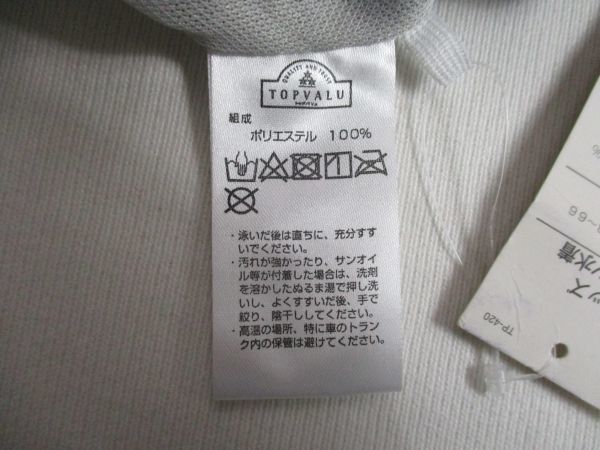 QUALITY AND TRUST
TOPVALU
組成
ポリエステル 100%
・泳いだ後は直ちに、充分すす
いでください。
・汚れが強かったり、サンオイ
ル等が付着した場合は、洗剤
を溶かしたぬるま湯で押し洗
いし、よくすすいだ後、手で
絞り、陰干ししてください。
・高温の場所、特に車のトラン
ク内の保管は避けてください。
TP-420
ッズ
ン水着
～66
%